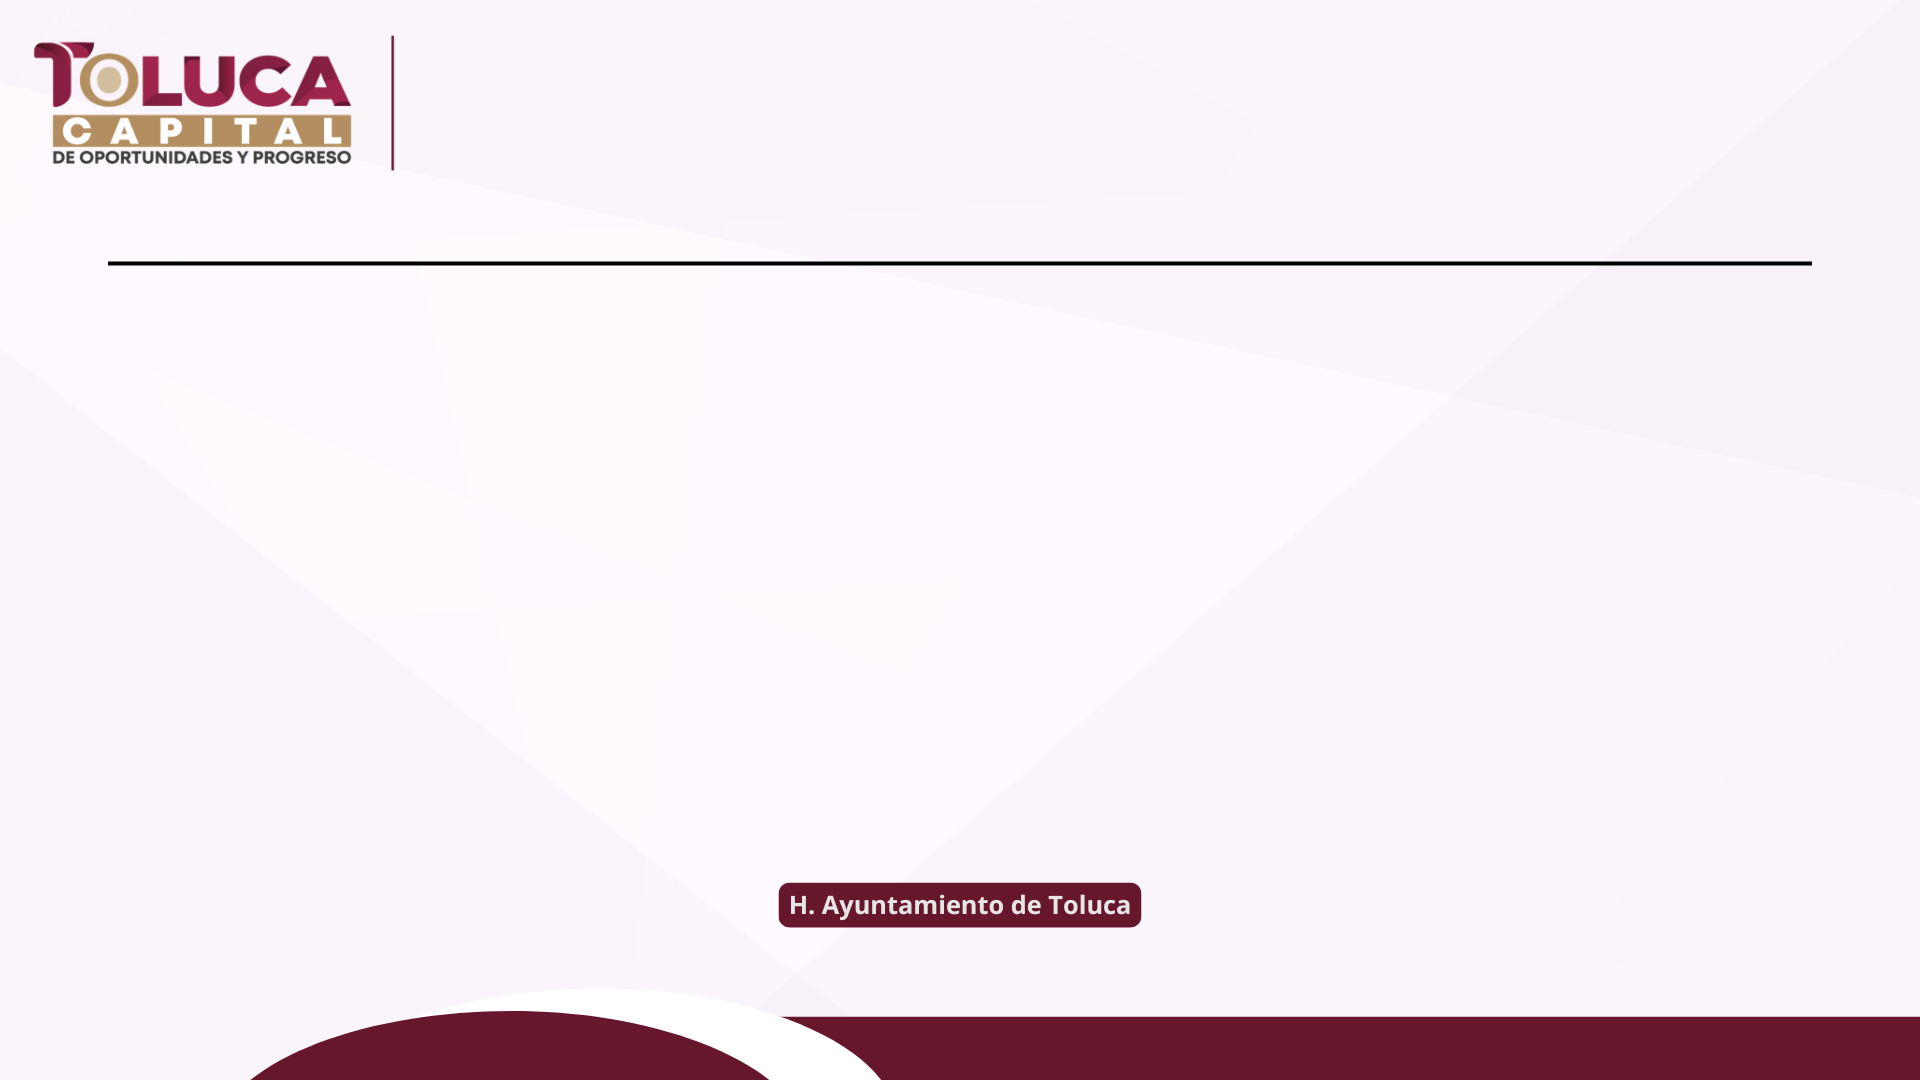 TOLUCA
CAPITAL
DE OPORTUNIDADES Y PROGRESO
H. Ayuntamiento de Toluca